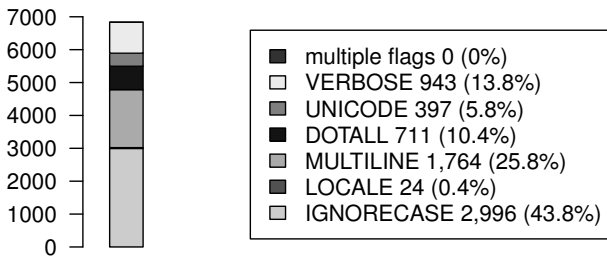 7000
6000
5000
4000
3000
2000
1000
0
multiple flags 0 (0%)
VERBOSE 943 (13.8%)
UNICODE 397 (5.8%)
DOTALL 711 (10.4%)
MULTILINE 1,764 (25.8%)
LOCALE 24 (0.4%)
IGNORECASE 2,996 (43.8%)